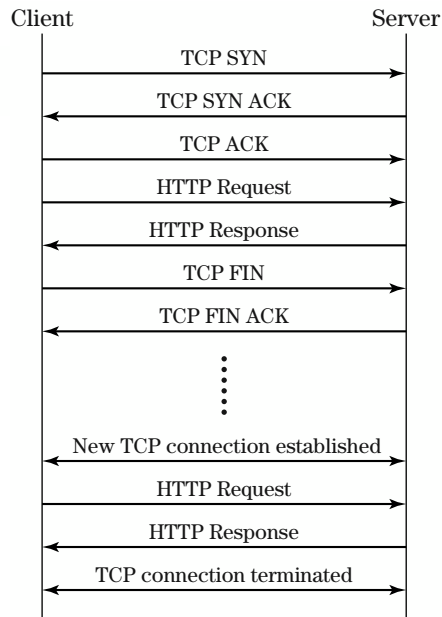 Client Server
TCP SYN
TCP SYN ACK
TCP ACK
HTTP Request
HTTP Response
TCP FIN
TCP FIN ACK
New TCP connection established
HTTP Request
HTTP Response
TCP connection terminated